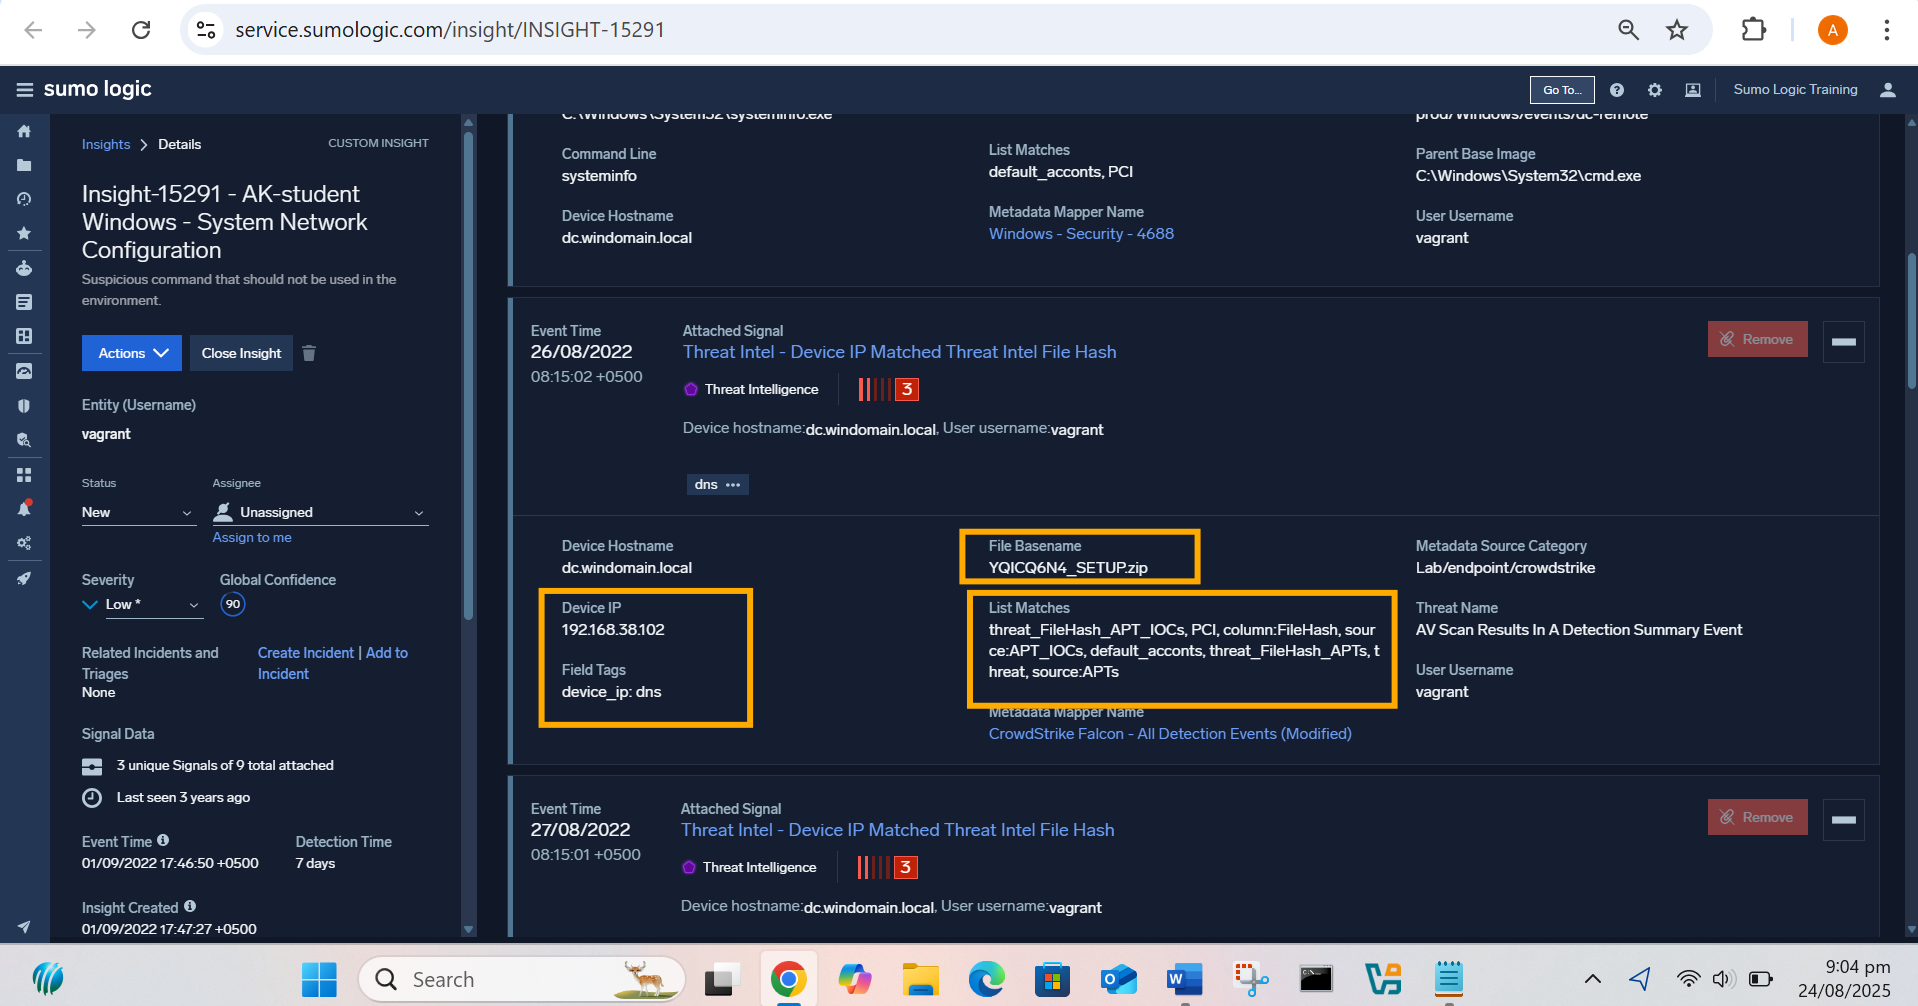 service.sumologic.com/insight/INSIGHT-15291
A
sumo logic
Go To...
Sumo Logic Training
Insights > Details
CUSTOM INSIGHT
Insight-15291 - AK-student
Windows - System Network
Configuration
Suspicious command that should not be used in the
environment.
Actions
Close Insight
Entity (Username)
vagrant
Status
Assignee
New
Unassigned
Assign to me
Severity
Global Confidence
Low *
90
Related Incidents and
Triages
None
Create Incident | Add to
Incident
Signal Data
3 unique Signals of 9 total attached
Last seen 3 years ago
Event Time
Detection Time
01/09/2022 17:46:50 +0500
7 days
Insight Created
01/09/2022 17:47:27 +0500
C:\Windows\System32\systeminfo.exe
prod/Windows/events/dc-remote
Command Line
systeminfo
List Matches
default_acconts, PCI
Parent Base Image
C:\Windows\System32\cmd.exe
Device Hostname
dc.windomain.local
Metadata Mapper Name
Windows - Security - 4688
User Username
vagrant
Event Time
26/08/2022
08:15:02 +0500
Attached Signal
Threat Intel - Device IP Matched Threat Intel File Hash
Threat Intelligence
3
Device hostname:dc.windomain.local, User username:vagrant
dns ...
Remove
Device Hostname
dc.windomain.local
File Basename
YQICQ6N4_SETUP.zip
Metadata Source Category
Lab/endpoint/crowdstrike
Device IP
192.168.38.102
List Matches
threat_FileHash_APT_IOCs, PCI, column:FileHash, sour
ce:APT_IOCs, default_acconts, threat_FileHash_APTs, t
hreat, source:APTs
Threat Name
AV Scan Results In A Detection Summary Event
Field Tags
device_ip: dns
User Username
vagrant
Metadata Mapper Name
CrowdStrike Falcon - All Detection Events (Modified)
Event Time
27/08/2022
08:15:01 +0500
Attached Signal
Threat Intel - Device IP Matched Threat Intel File Hash
Threat Intelligence
3
Device hostname:dc.windomain.local, User username:vagrant
Remove
Search
9:04 pm
24/08/2025